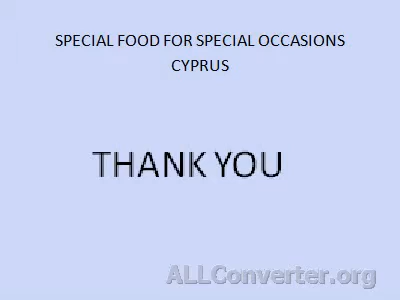 SPECIAL FOOD FOR SPECIAL OCCASIONS
CYPRUS
THANK YOU
ALLConverter.org